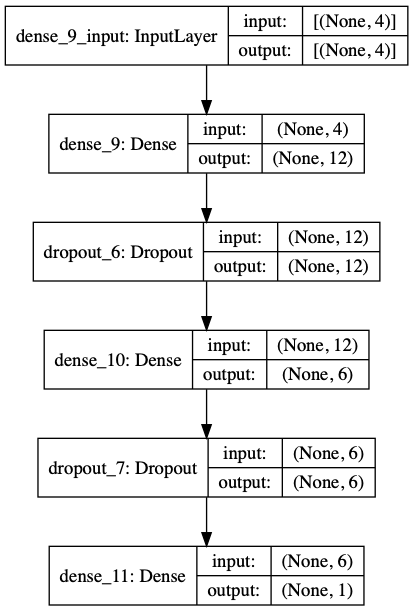 dense_9_input: InputLayer
input: [(None, 4)]
output: [(None, 4)]
dense_9: Dense
input: (None, 4)
output: (None, 12)
dropout_6: Dropout
input: (None, 12)
output: (None, 12)
dense_10: Dense
input: (None, 12)
output: (None, 6)
dropout_7: Dropout
input: (None, 6)
output: (None, 6)
dense_11: Dense
input: (None, 6)
output: (None, 1)